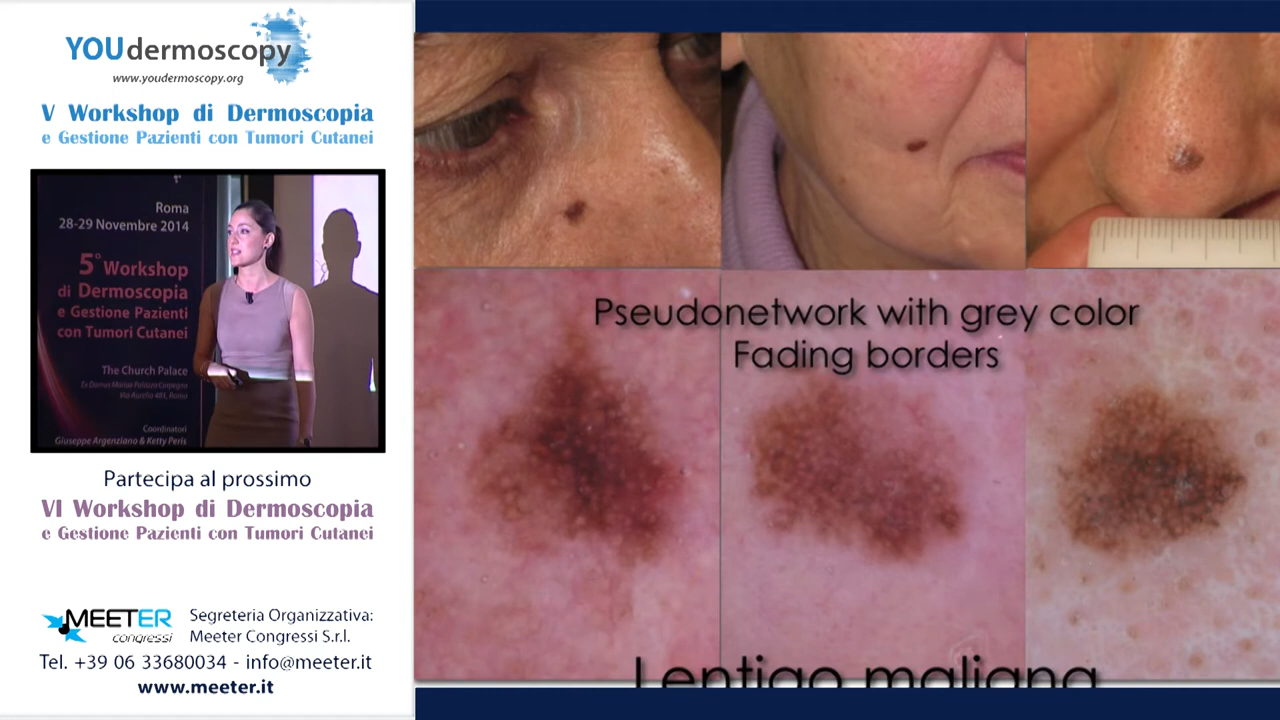 YOUdermoscopy
www.youdermoscopy.org
V Workshop di Dermoscopia
e Gestione Pazienti con Tumori Cutanei
Roma
28-29 Novembre 2014
5° Workshop
di Dermoscopia
e Gestione Pazienti
con Tumori Cutanei
The Church Palace
Ex Domus Mariae Palazzo Carpegna
Via Aurelia 481, Roma
Coordinatori
Giuseppe Argenziano & Ketty Peris
Partecipa al prossimo
VI Workshop di Dermoscopia
e Gestione Pazienti con Tumori Cutanei
MEETER
congressi
Segreteria Organizzativa:
Meeter Congressi S.r.l.
Tel. +39 06 33680034 - info@meeter.it
www.meeter.it
Pseudonetwork with grey color
Fading borders
Lentigo maligna